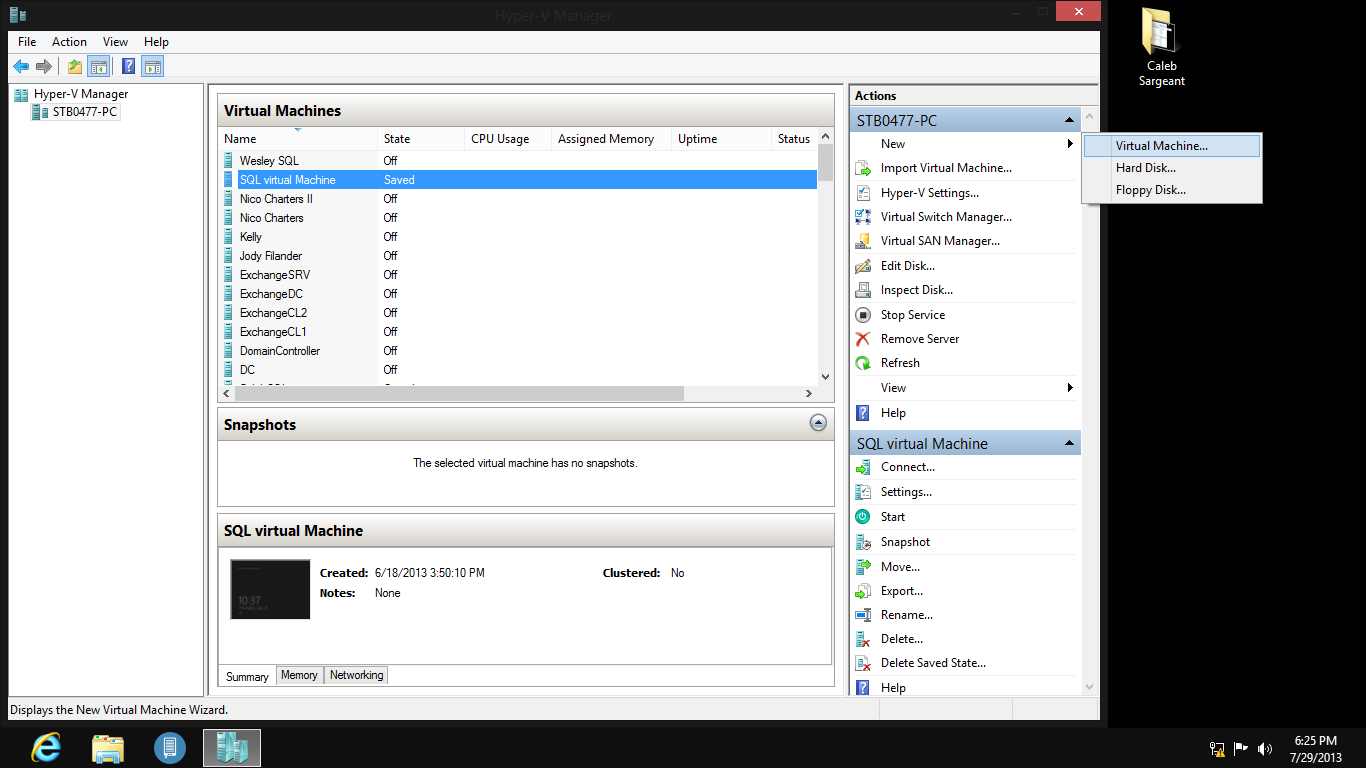 Hyper-V Manager
File Action View Help
Hyper-V Manager
STB0477-PC
Virtual Machines
Name State CPU Usage Assigned Memory Uptime Status
Wesley SQL Off
SQL virtual Machine Saved
Nico Charters II Off
Nico Charters Off
Kelly Off
Jody Filander Off
ExchangeSRV Off
ExchangeDC Off
ExchangeCL2 Off
ExchangeCL1 Off
DomainController Off
DC Off
Snapshots
The selected virtual machine has no snapshots.
SQL virtual Machine
Created: 6/18/2013 3:50:10 PM Clustered: No
Notes: None
10:37
Summary Memory Networking
Actions
STB0477-PC
New
Import Virtual Machine...
Hyper-V Settings...
Virtual Switch Manager...
Virtual SAN Manager...
Edit Disk...
Inspect Disk...
Stop Service
Remove Server
Refresh
View
Help
SQL virtual Machine
Connect...
Settings...
Start
Snapshot
Move...
Export...
Rename...
Delete...
Delete Saved State...
Help
Virtual Machine...
Hard Disk...
Floppy Disk...
Caleb
Sargeant
Displays the New Virtual Machine Wizard.
6:25 PM
7/29/2013